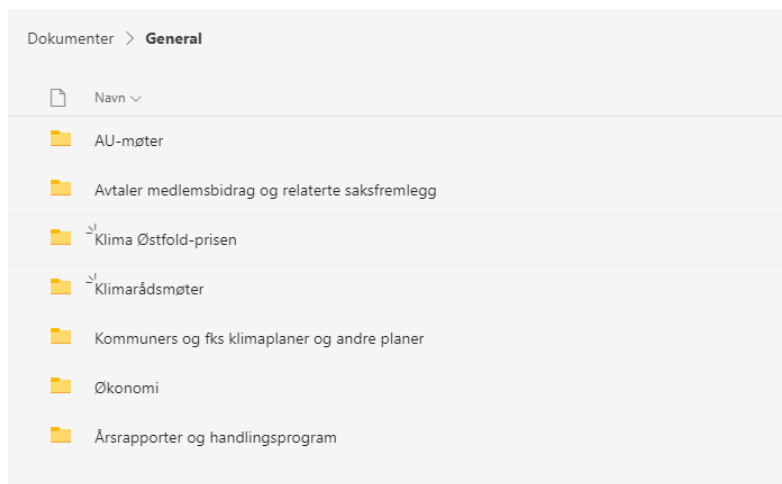 Dokumenter > General
Navn
AU-møter
Avtaler medlemsbidrag og relaterte saksfremlegg
Klima Østfold-prisen
Klimarådsmøter
Kommuners og fks klimaplaner og andre planer
Økonomi
Årsrapporter og handlingsprogram